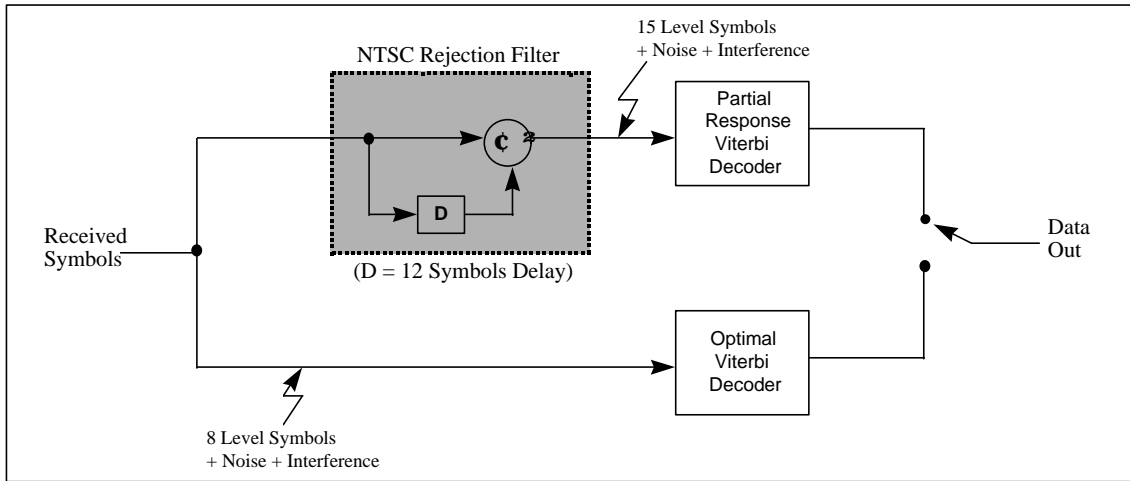 15 Level Symbols
+ Noise + Interference
NTSC Rejection Filter
Partial
Response
Viterbi
Decoder
D
Received
Symbols
Data
Out
(D = 12 Symbols Delay)
Optimal
Viterbi
Decoder
8 Level Symbols
+ Noise + Interference